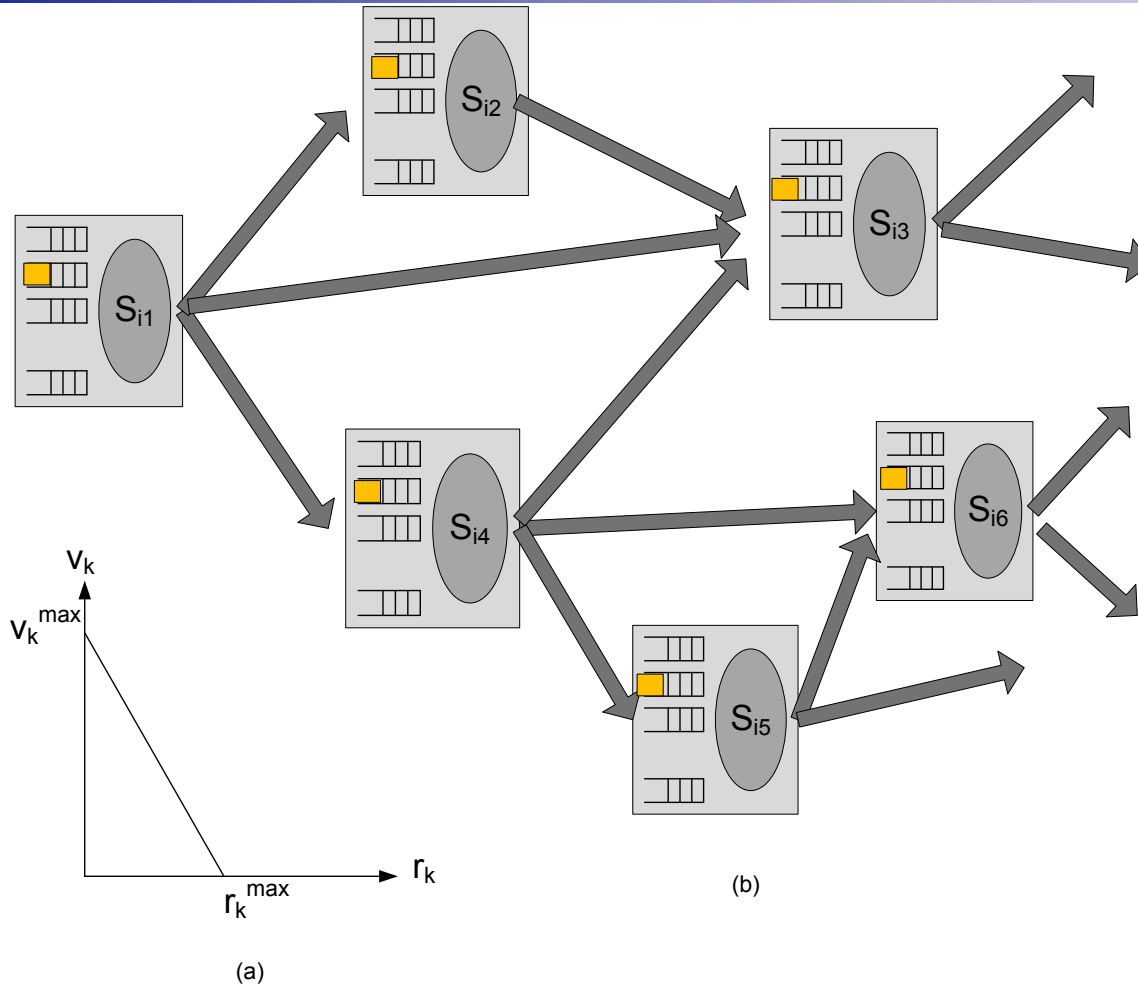 S_i2
S_i3
S_i1
S_i4
S_i6
S_i5
v_k
v_k^max
r_k
r_k^max
(b)
(a)